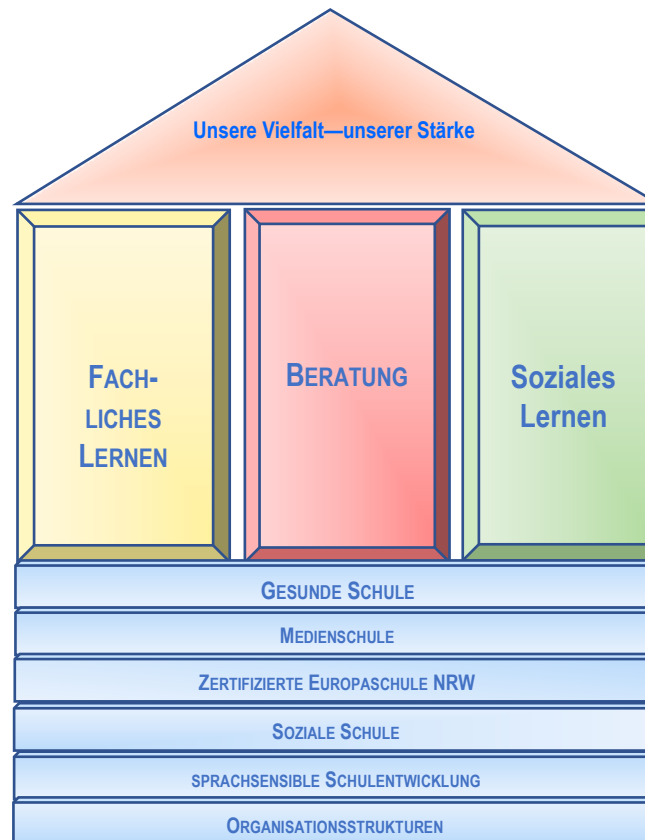 Unsere Vielfalt—unserer Stärke
FACH-
LICHES
LERNEN
BERATUNG
Soziales
Lernen
GESUNDE SCHULE
MEDIENSCHULE
ZERTIFIZIERTE EUROPASCHULE NRW
SOZIALE SCHULE
SPRACHSENSIBLE SCHULENTWICKLUNG
ORGANISATIONSSTRUKTUREN